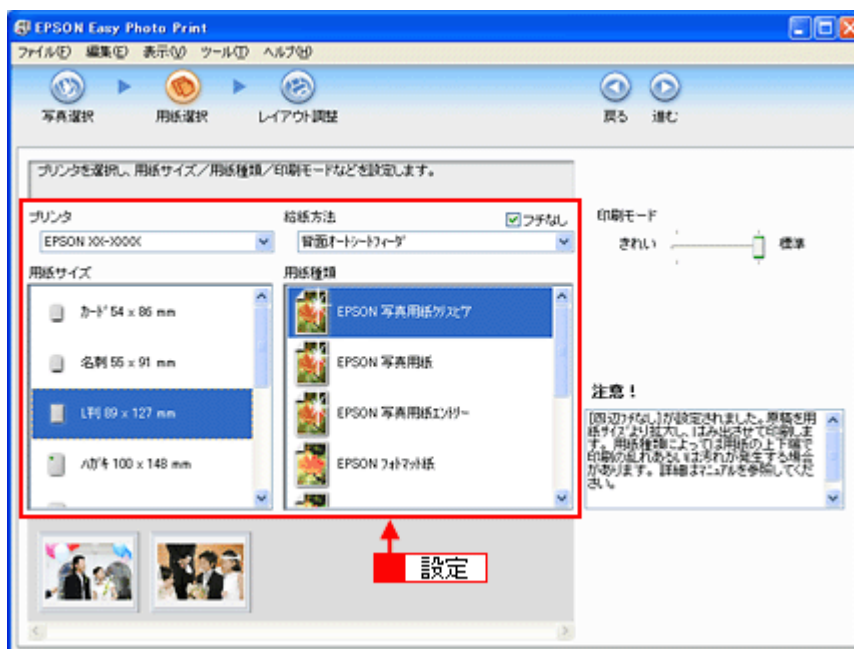 EPSON Easy Photo Print
ファイル(F) 編集(E) 表示(V) ツール(T) ヘルプ(H)
写真選択 用紙選択 レイアウト調整 戻る 進む
プリンタを選択し、用紙サイズ/用紙種類/印刷モードなどを設定します。
プリンタ
EPSON XX-XXXX
給紙方法
フチなし
背面オートシートフィーダ
用紙サイズ
カード 54 x 86 mm
名刺 55 x 91 mm
L判 89 x 127 mm
ハガキ 100 x 148 mm
用紙種類
EPSON 写真用紙クリスピア
EPSON 写真用紙
EPSON 写真用紙エントリー
EPSON フォトマット紙
印刷モード
きれい 標準
注意!
[四辺フチなし]が設定されました。原稿を用
紙サイズより拡大し、はみ出させて印刷しま
す。用紙種類によっては用紙の上下端で
印刷の乱れあるいは汚れが発生する場合
があります。詳細はマニュアルを参照してくだ
さい。
設定